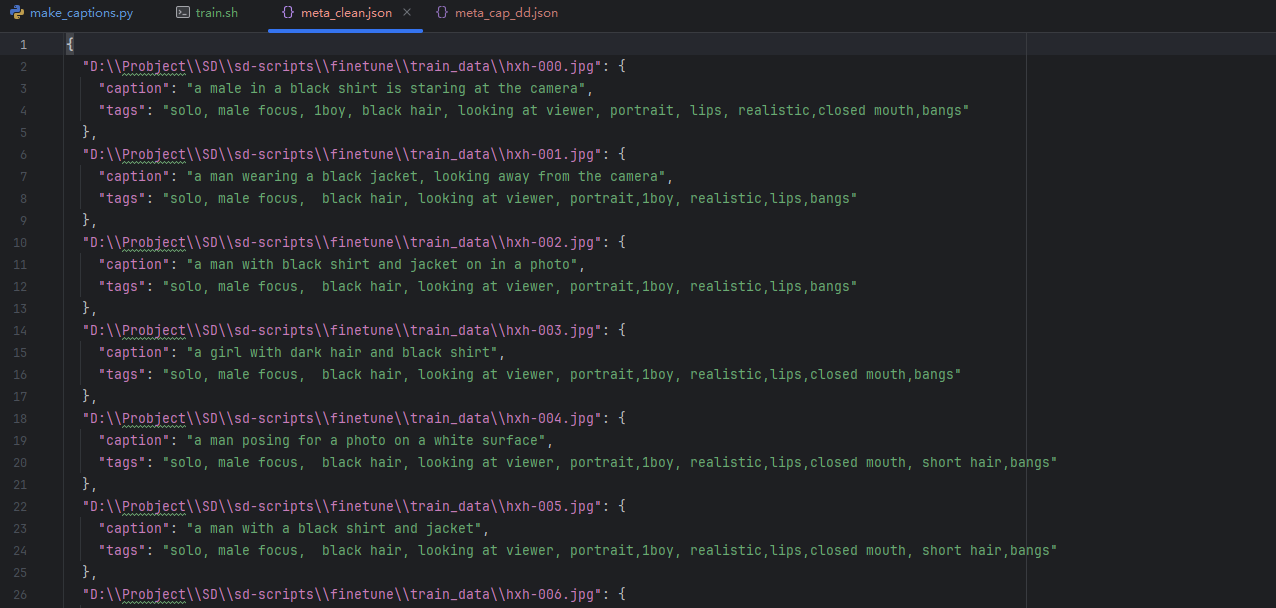 make_captions.py train.sh meta_clean.json × meta_cap_dd.json
1 {
2 "D:\\Probject\\SD\\sd-scripts\\finetune\\train_data\\hxh-000.jpg": {
3 "caption": "a male in a black shirt is staring at the camera",
4 "tags": "solo, male focus, 1boy, black hair, looking at viewer, portrait, lips, realistic,closed mouth,bangs"
5 },
6 "D:\\Probject\\SD\\sd-scripts\\finetune\\train_data\\hxh-001.jpg": {
7 "caption": "a man wearing a black jacket, looking away from the camera",
8 "tags": "solo, male focus,  black hair, looking at viewer, portrait,1boy, realistic,lips,bangs"
9 },
10 "D:\\Probject\\SD\\sd-scripts\\finetune\\train_data\\hxh-002.jpg": {
11 "caption": "a man with black shirt and jacket on in a photo",
12 "tags": "solo, male focus,  black hair, looking at viewer, portrait,1boy, realistic,lips,bangs"
13 },
14 "D:\\Probject\\SD\\sd-scripts\\finetune\\train_data\\hxh-003.jpg": {
15 "caption": "a girl with dark hair and black shirt",
16 "tags": "solo, male focus,  black hair, looking at viewer, portrait,1boy, realistic,lips,closed mouth,bangs"
17 },
18 "D:\\Probject\\SD\\sd-scripts\\finetune\\train_data\\hxh-004.jpg": {
19 "caption": "a man posing for a photo on a white surface",
20 "tags": "solo, male focus,  black hair, looking at viewer, portrait,1boy, realistic,lips,closed mouth, short hair,bangs"
21 },
22 "D:\\Probject\\SD\\sd-scripts\\finetune\\train_data\\hxh-005.jpg": {
23 "caption": "a man with a black shirt and jacket",
24 "tags": "solo, male focus,  black hair, looking at viewer, portrait,1boy, realistic,lips,closed mouth, short hair,bangs"
25 },
26 "D:\\Probject\\SD\\sd-scripts\\finetune\\train_data\\hxh-006.jpg": {